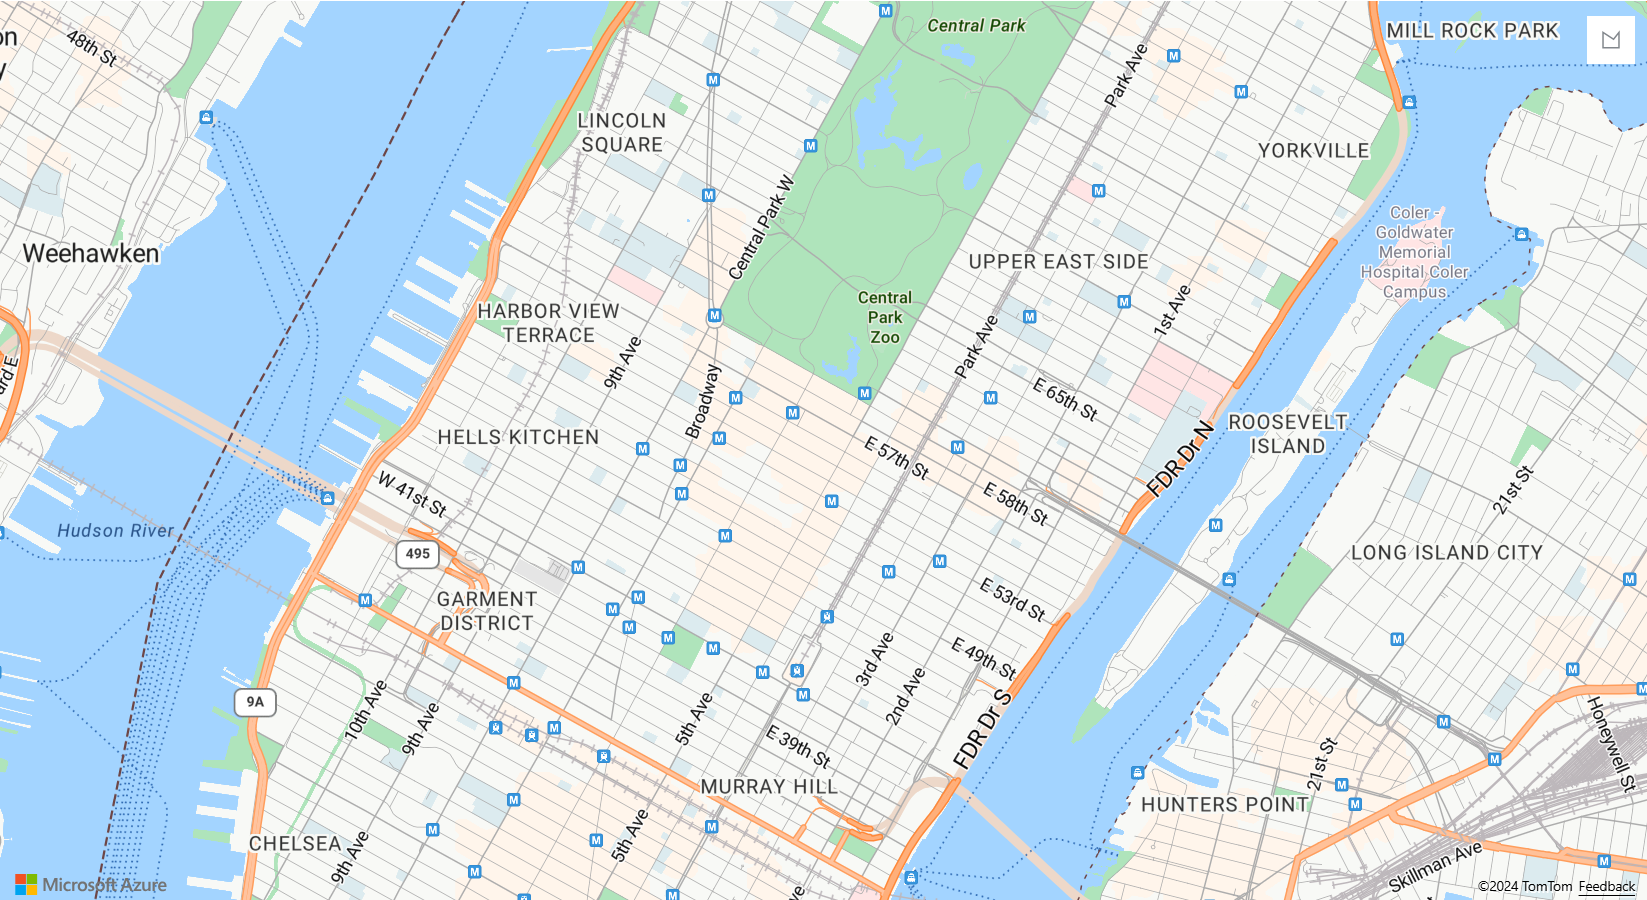 48th St
Central Park
MILL ROCK PARK
Park Ave
LINCOLN
SQUARE
YORKVILLE
Central Park W
Coler -
Goldwater
Memorial
Hospital Coler
Campus
Weehawken
UPPER EAST SIDE
HARBOR VIEW
TERRACE
Central
Park
Zoo
1st Ave
Park Ave
9th Ave
Broadway
E 65th St
ROOSEVELT
ISLAND
HELLS KITCHEN
E 57th St
FDR Dr N
W 41st St
E 58th St
21st St
Hudson River
495
LONG ISLAND CITY
GARMENT
DISTRICT
E 53rd St
E 49th St
3rd Ave
2nd Ave
9A
10th Ave
9th Ave
5th Ave
E 39th St
FDR Dr S
Honeywell St
21st St
MURRAY HILL
HUNTERS POINT
CHELSEA
9th Ave
5th Ave
Skillman Ave
Microsoft Azure
©2024 TomTom Feedback